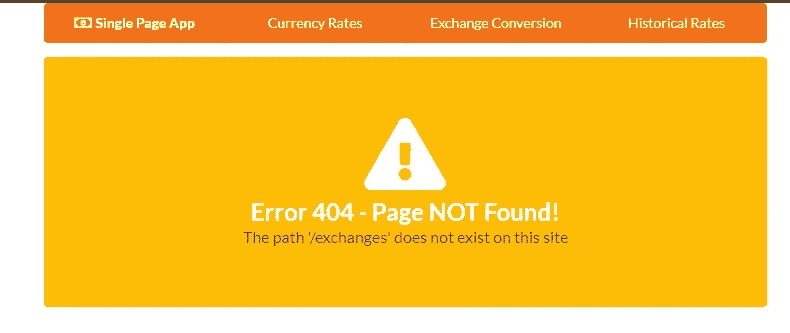 Single Page App Currency Rates Exchange Conversion Historical Rates
Error 404 - Page NOT Found!
The path '/exchanges' does not exist on this site